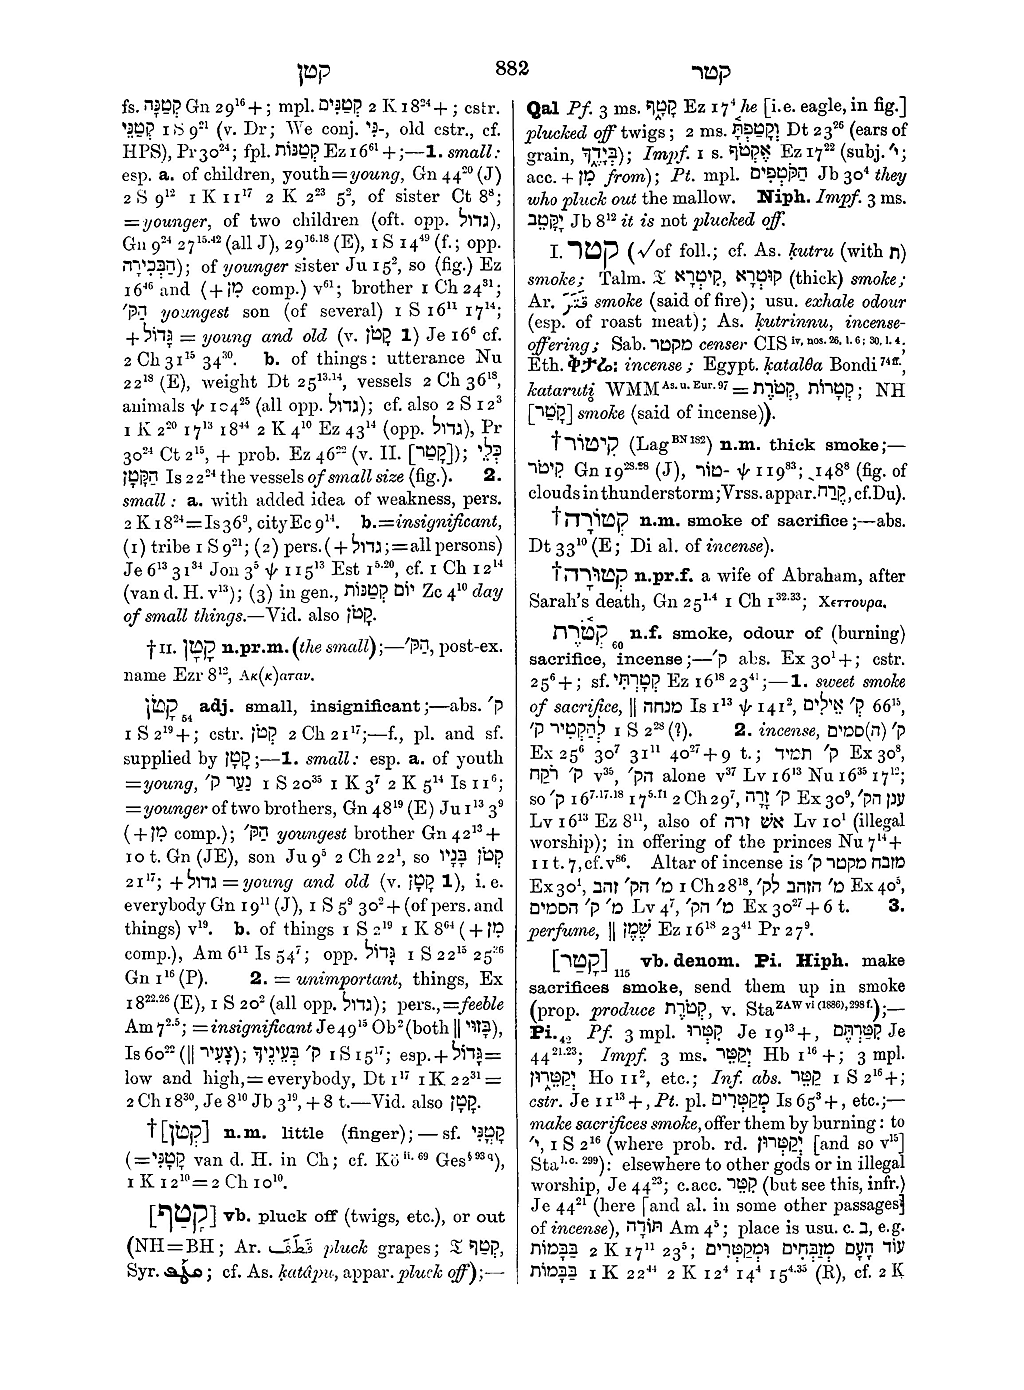 קטן
882
קטר
fs. קְטַנָּה Gn 29¹⁶+; mpl. קְטַנִּים 2 K 18²⁴+; cstr.
קְטַנֵּי 1 S 9²¹ (v. Dr; We conj. ־נִי, old cstr., cf.
HPS), Pr 30²⁴; fpl. קְטַנּוֹת Ez 16⁶¹+;—1. small:
esp. a. of children, youth=young, Gn 44²⁰ (J)
2 S 9¹² 1 K 11¹⁷ 2 K 2²³ 5², of sister Ct 8⁸;
=younger, of two children (oft. opp. גדול),
Gn 9²⁴ 27¹⁵·⁴² (all J), 29¹⁶·¹⁸ (E), 1 S 14⁴⁹ (f.; opp.
הַבְּכִירָה); of younger sister Ju 15², so (fig.) Ez
16⁴⁶ and (+מִן comp.) v⁶¹; brother 1 Ch 24³¹;
הַקּ׳ youngest son (of several) 1 S 16¹¹ 17¹⁴;
+גָּדוֹל = young and old (v. קָטֹן 1) Je 16⁶ cf.
2 Ch 31¹⁵ 34³⁰. b. of things: utterance Nu
22¹⁸ (E), weight Dt 25¹³·¹⁴, vessels 2 Ch 36¹⁸,
animals ψ 104²⁵ (all opp. גדול); cf. also 2 S 12³
1 K 2²⁰ 17¹³ 18⁴⁴ 2 K 4¹⁰ Ez 43¹⁴ (opp. גדול), Pr
30²⁴ Ct 2¹⁵, + prob. Ez 46²² (v. II. [קטר]); כְּלֵי
הַקָּטָן Is 22²⁴ the vessels of small size (fig.). 2.
small: a. with added idea of weakness, pers.
2 K 18²⁴=Is 36⁹, city Ec 9¹⁴. b.=insignificant,
(1) tribe 1 S 9²¹; (2) pers. (+גדול; =all persons)
Je 6¹³ 31³⁴ Jon 3⁵ ψ 115¹³ Est 1⁵·²⁰, cf. 1 Ch 12¹⁴
(van d. H. v¹³); (3) in gen., יוֹם קְטַנּוֹת Zc 4¹⁰ day
of small things.—Vid. also קָטֹן.
†II. קָטָן n.pr.m. (the small);—הַקּ׳, post-ex.
name Ezr 8¹², Ακ(κ)αταν.
קָטֹן ₅₄ adj. small, insignificant;—abs. ק׳
1 S 2¹⁹+; cstr. קְטֹן 2 Ch 21¹⁷;—f., pl. and sf.
supplied by קָטָן;—1. small: esp. a. of youth
=young, נַעַר ק׳ 1 S 20³⁵ 1 K 3⁷ 2 K 5¹⁴ Is 11⁶;
=younger of two brothers, Gn 48¹⁹ (E) Ju 1¹³ 3⁹
(+מִן comp.); הַקּ׳ youngest brother Gn 42¹³+
10 t. Gn (JE), son Ju 9⁵ 2 Ch 22¹, so קְטֹן בָּנָיו
21¹⁷; +גדול =young and old (v. קָטָן 1), i.e.
everybody Gn 19¹¹ (J), 1 S 5⁹ 30²+(of pers. and
things) v¹⁹. b. of things 1 S 2¹⁹ 1 K 8⁶⁴ (+מִן
comp.), Am 6¹¹ Is 54⁷; opp. גָּדוֹל 1 S 22¹⁵ 25³⁶
Gn 1¹⁶ (P). 2. = unimportant, things, Ex
18²²·²⁶ (E), 1 S 20² (all opp. גדול); pers.,=feeble
Am 7²·⁵; =insignificant Je 49¹⁵ Ob² (both || בָּזוּי),
Is 60²² (|| צָעִיר); ק׳ בְּעֵינֶיךָ 1 S 15¹⁷; esp.+גָּדוֹל=
low and high,=everybody, Dt 1¹⁷ 1 K 22³¹=
2 Ch 18³⁰, Je 8¹⁰ Jb 3¹⁹, + 8 t.—Vid. also קָטָן.
†[קֹטֶן] n.m. little (finger);—sf. קָטָנִּי
(=קָטֳנִּי van d. H. in Ch; cf. Kö ii. 69 Ges § 93 q),
1 K 12¹⁰=2 Ch 10¹⁰.
[קָטַף] vb. pluck off (twigs, etc.), or out
(NH=BH; Ar. قَطَفَ pluck grapes; 𝔗 קְטַף,
Syr. ܩܛܦ; cf. As. ḳatâpu, appar. pluck off);—
Qal Pf. 3 ms. קָטָף Ez 17⁴ he [i.e. eagle, in fig.]
plucked off twigs; 2 ms. וְקָטַפְתָּ Dt 23²⁶ (ears of
grain, בְּיָדֶךָ); Impf. 1 s. אֶקְטֹף Ez 17²² (subj. י׳;
acc. + מִן from); Pt. mpl. הַקֹּטְפִים Jb 30⁴ they
who pluck out the mallow. Niph. Impf. 3 ms.
יִקָּטֵב Jb 8¹² it is not plucked off.
I. קטר (√of foll.; cf. As. ḳutru (with ת)
smoke; Talm. 𝔗 קוּטְרָא, קִיטְרָא (thick) smoke;
Ar. قُتَرَ smoke (said of fire); usu. exhale odour
(esp. of roast meat); As. ḳutrinnu, incense-
offering; Sab. מקטר censer CIS iv, nos. 26, l. 6; 30, l. 4;
Eth. ቅታሬ: incense; Egypt. ḳatalθa Bondi ⁷⁴ᶠᶠ,
kataruti̯ WMM As. u. Eur. 97 = קְטֹרֶת, קְטָרוֹת; NH
[קֹטֶר] smoke (said of incense)).
†קִיטוֹר (Lag BN 182) n.m. thick smoke;—
קִיטֹר Gn 19²⁸·²⁸ (J), ־טוֹר ψ 119⁸³; 148⁸ (fig. of
clouds in thunderstorm; Vrss. appar. קֶרַח, cf. Du).
†קְטוֹרָה n.m. smoke of sacrifice;—abs.
Dt 33¹⁰ (E; Di al. of incense).
†קְטוּרָה n.pr.f. a wife of Abraham, after
Sarah's death, Gn 25¹·⁴ 1 Ch 1³²·³³; Χεττουρα.
קְטֹרֶת ₆₀ n.f. smoke, odour of (burning)
sacrifice, incense;—ק׳ abs. Ex 30¹+; cstr.
25⁶+; sf. קְטָרְתִּי Ez 16¹⁸ 23⁴¹;—1. sweet smoke
of sacrifice, || מנחה Is 1¹³ ψ 141², ק׳ אֵילִים 66¹⁵,
לְהַקְטִיר ק׳ 1 S 2²⁸ (?). 2. incense, ק׳ (ה)סמים
Ex 25⁶ 30⁷ 31¹¹ 40²⁷+9 t.; ק׳ תמיד Ex 30⁸,
ק׳ רֹקַח v³⁵, הק׳ alone v³⁷ Lv 16¹³ Nu 16³⁵ 17¹²;
so ק׳ 16⁷·¹⁷·¹⁸ 17⁵·ᶠ¹ 2 Ch 29⁷, ק׳ זָרָה Ex 30⁹, ענן הק׳
Lv 16¹³ Ez 8¹¹, also of אשׁ זרה Lv 10¹ (illegal
worship); in offering of the princes Nu 7¹⁴+
11 t. 7, cf. v⁸⁶. Altar of incense is מזבח מקטר ק׳
Ex 30¹, מ׳ הק׳ זהב 1 Ch 28¹⁸, מ׳ הזהב לק׳ Ex 40⁵,
מ׳ ק׳ הסמים Lv 4⁷, מ׳ הק׳ Ex 30²⁷+6 t. 3.
perfume, || שֶׁמֶן Ez 16¹⁸ 23⁴¹ Pr 27⁹.
[קָטַר] ₁₁₅ vb. denom. Pi. Hiph. make
sacrifices smoke, send them up in smoke
(prop. produce קְטֹרֶת, v. Sta ZAW vi (1886), 298 f.);—
Pi. ₄₂ Pf. 3 mpl. קִטְּרוּ Je 19¹³+, קִטַּרְתֶּם Je
44²¹·²³; Impf. 3 ms. יְקַטֵּר Hb 1¹⁶+; 3 mpl.
יְקַטֵּרוּן Ho 11², etc.; Inf. abs. קַטֵּר 1 S 2¹⁶+;
cstr. Je 11¹³+, Pt. pl. מְקַטְּרִים Is 65³+, etc.;—
make sacrifices smoke, offer them by burning: to
י׳, 1 S 2¹⁶ (where prob. rd. יְקַטְּרוּן [and so v¹⁵]
Sta l.c. 299): elsewhere to other gods or in illegal
worship, Je 44²³; c.acc. קַטֵּר (but see this, infr.)
Je 44²¹ (here [and al. in some other passages]
of incense), תּוֹדָה Am 4⁵; place is usu. c. ב, e.g.
עוֹד הָעָם מְזַבְּחִים וּמְקַטְּרִים 2 K 17¹¹ 23⁵; בַּבָּמוֹת
בַּבָּמוֹת 1 K 22⁴⁴ 2 K 12⁴ 14⁴ 15⁴·³⁵ (R), cf. 2 K